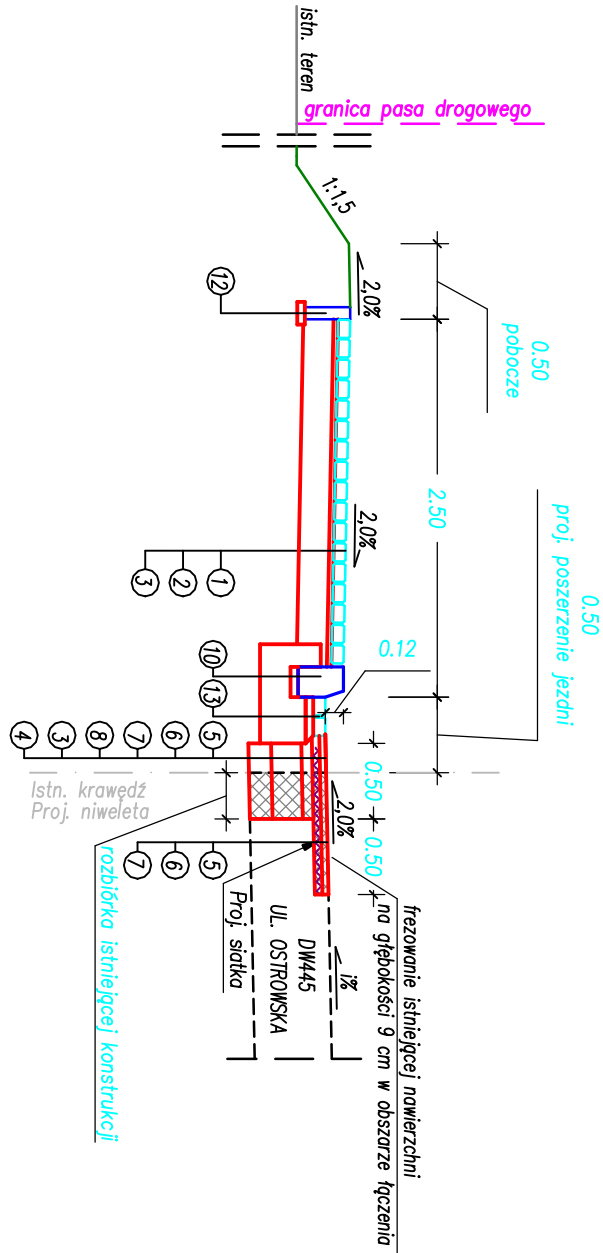 istn. teren
granica pasa drogowego
1:1,5
2,0%
12
0.50
pobocze
2.50
2,0%
1
2
3
0.50
proj. poszerzenie jezdni
0.12
10
13
5
6
7
8
3
4
0.50
2,0%
Istn. krawędź
Proj. niweleta
5
6
7
0.50
rozbiórka istniejącej konstrukcji
Proj. siatka
DW445
UL. OSTROWSKA
i%
frezowanie istniejącej nawierzchni
na głębokości 9 cm w obszarze łączenia